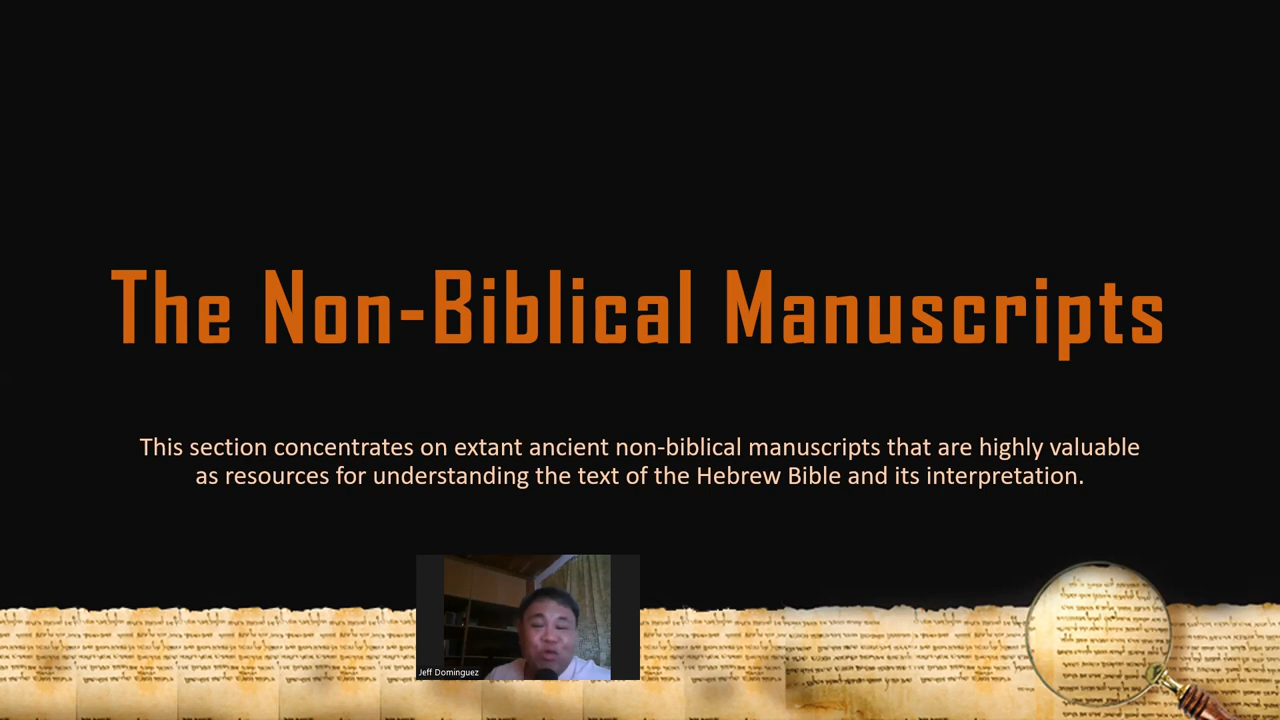 The Non-Biblical Manuscripts
This section concentrates on extant ancient non-biblical manuscripts that are highly valuable
as resources for understanding the text of the Hebrew Bible and its interpretation.
Jeff Dominguez